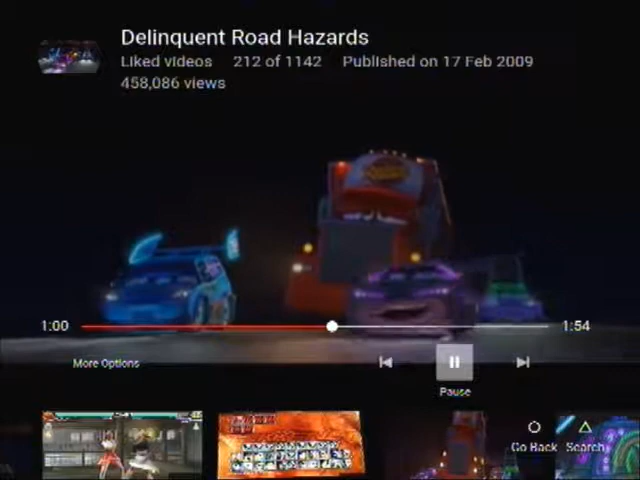 Delinquent Road Hazards
Liked videos 212 of 1142 Published on 17 Feb 2009
458,086 views
1:00
1:54
More Options
Pause
Go Back Search